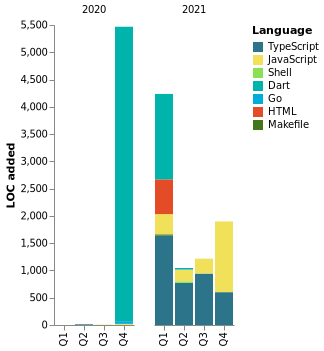 2020 2021
LOC added
5,500
5,000
4,500
4,000
3,500
3,000
2,500
2,000
1,500
1,000
500
0
Q1 Q2 Q3 Q4 Q1 Q2 Q3 Q4
Language
TypeScript
JavaScript
Shell
Dart
Go
HTML
Makefile